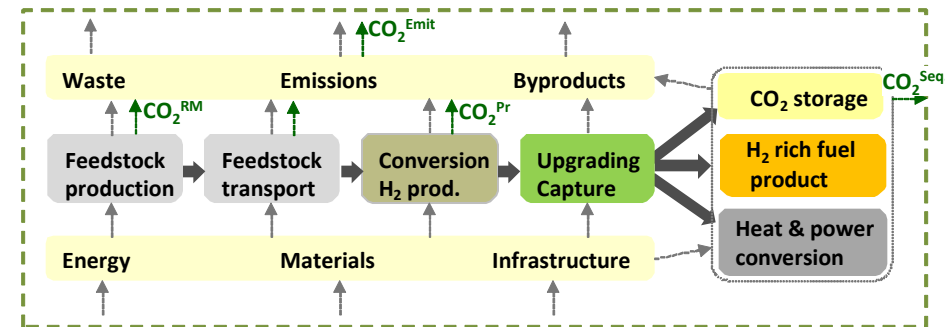 CO₂ᴱᵐⁱᵗ
Waste Emissions Byproducts
CO₂ˢᵉq
CO₂ storage
CO₂ᴿᴹ
CO₂ᴾʳ
Feedstock
production
Feedstock
transport
Conversion
H₂ prod.
Upgrading
Capture
H₂ rich fuel
product
Heat & power
conversion
Energy Materials Infrastructure